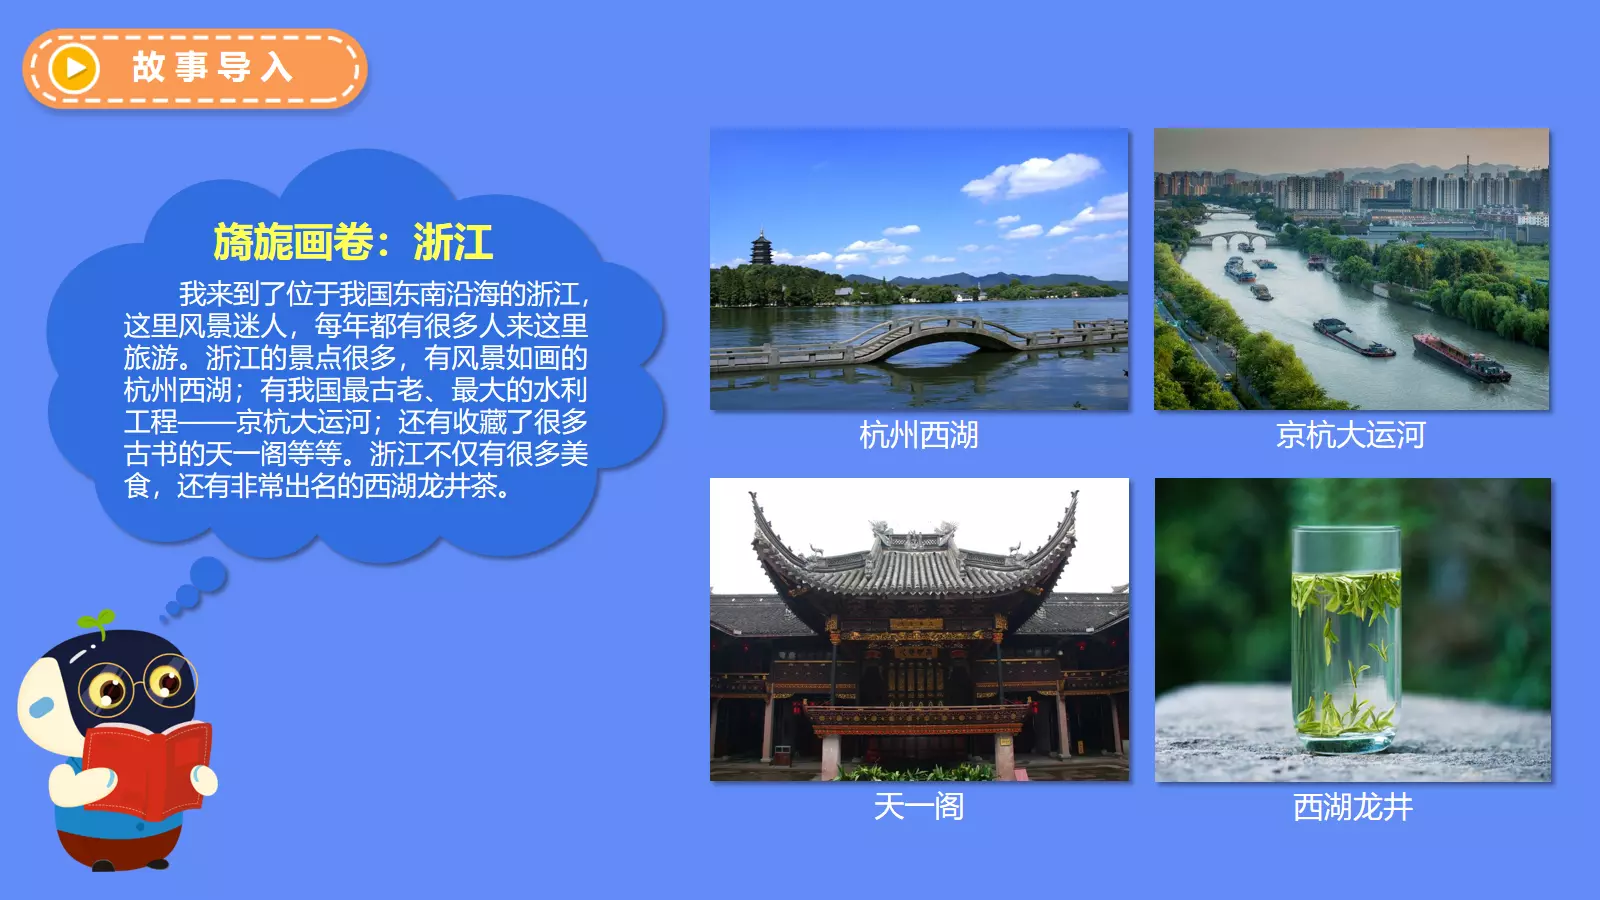 故事导入
旖旎画卷：浙江
我来到了位于我国东南沿海的浙江，
这里风景迷人，每年都有很多人来这里
旅游。浙江的景点很多，有风景如画的
杭州西湖；有我国最古老、最大的水利
工程——京杭大运河；还有收藏了很多
古书的天一阁等等。浙江不仅有很多美
食，还有非常出名的西湖龙井茶。
杭州西湖
京杭大运河
天一阁
西湖龙井